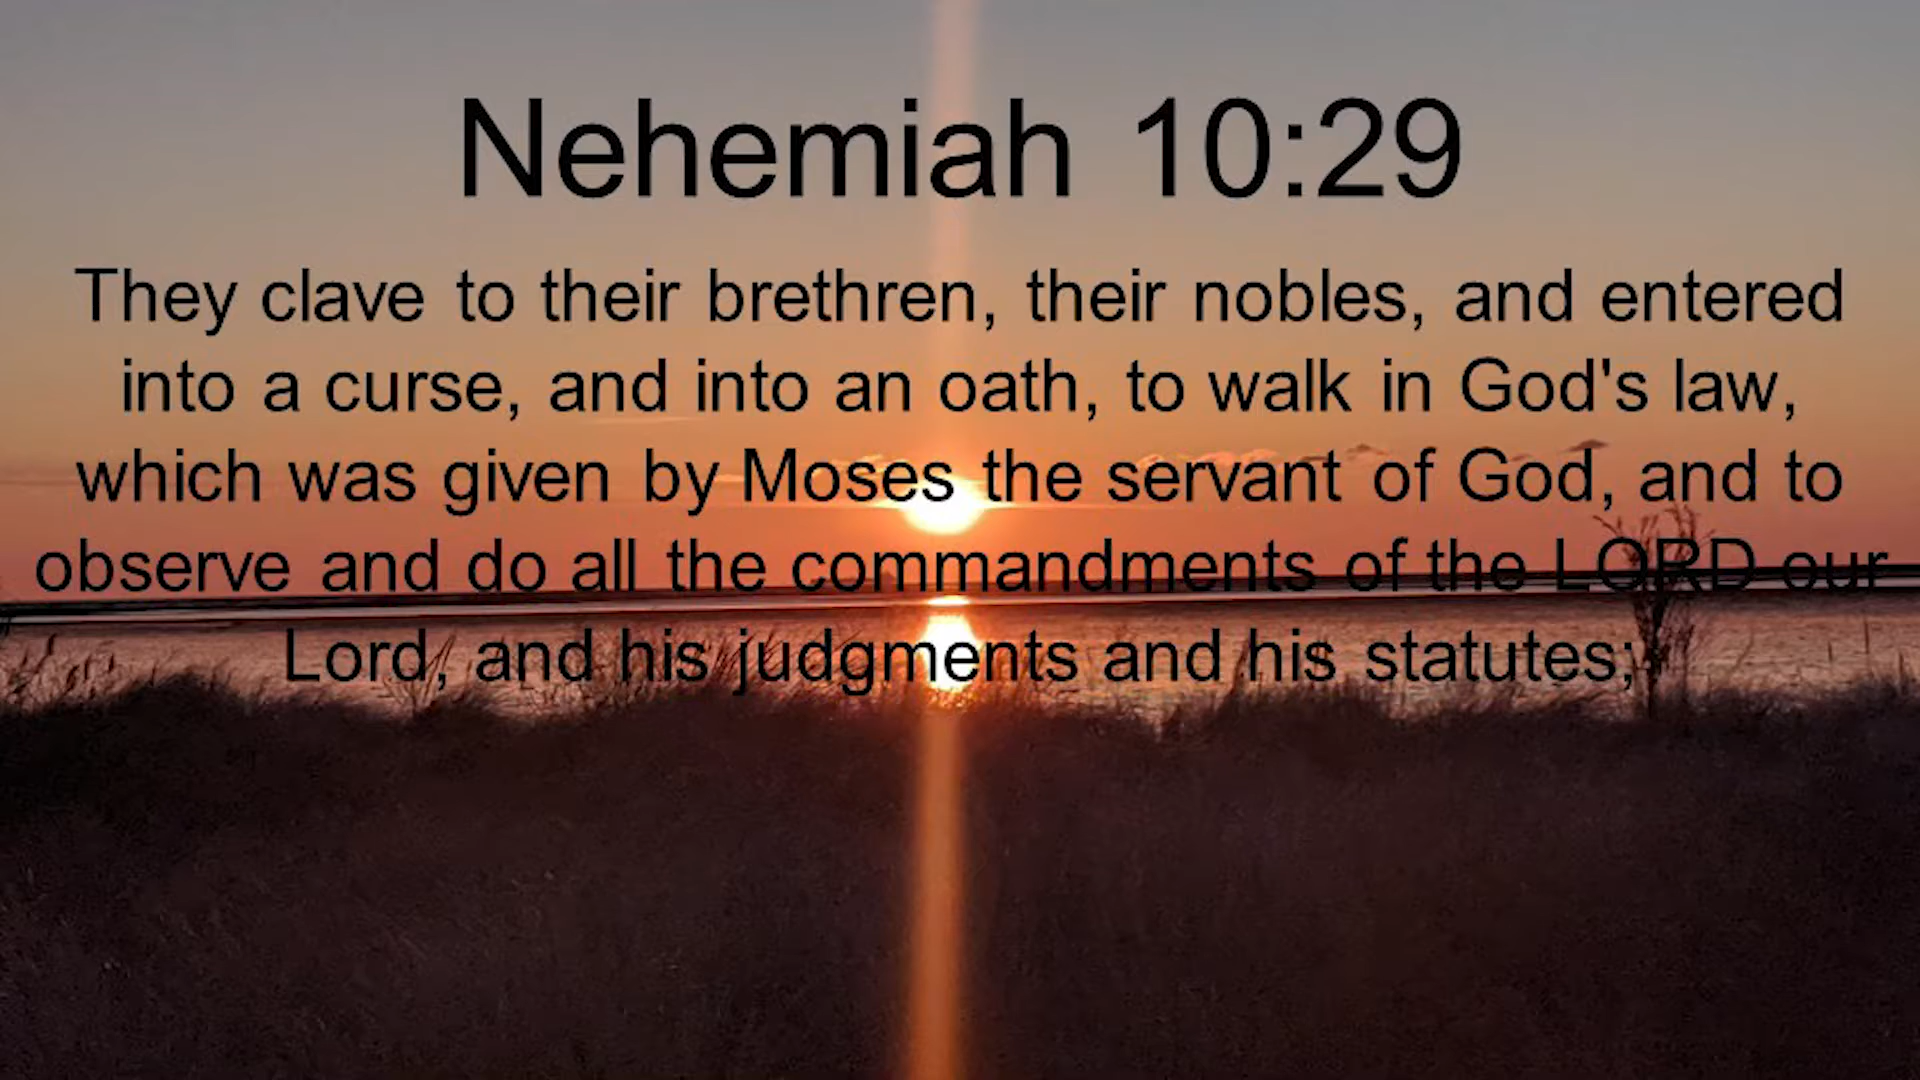 Nehemiah 10:29
They clave to their brethren, their nobles, and entered
into a curse, and into an oath, to walk in God's law,
which was given by Moses the servant of God, and to
observe and do all the commandments of the LORD our
Lord, and his judgments and his statutes;